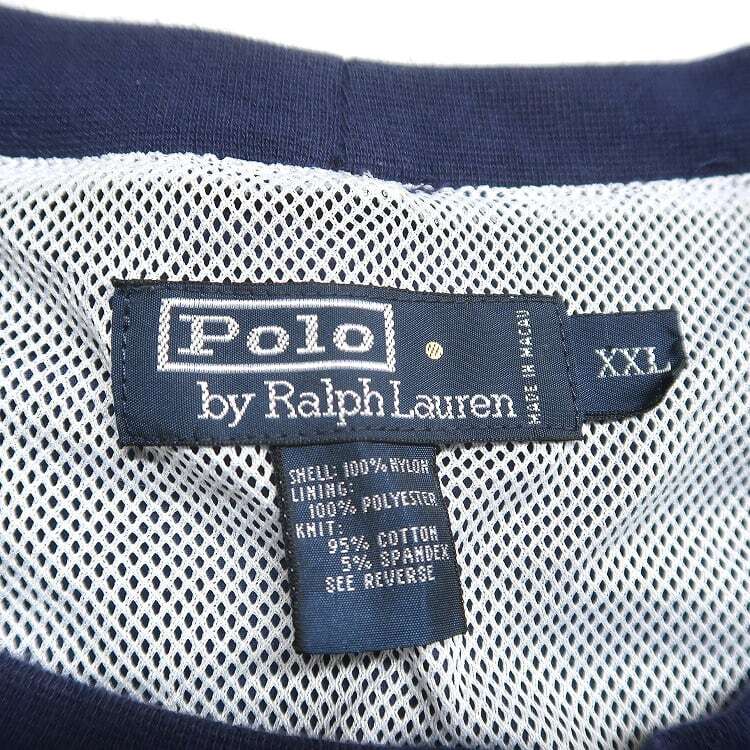 Polo
by Ralph Lauren
MADE IN MACAU
XXL
SHELL: 100% NYLON
LINING:
100% POLYESTER
KNIT:
95% COTTON
5% SPANDEX
SEE REVERSE